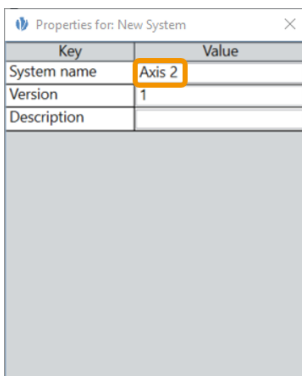 Properties for: New System
Key Value
System name Axis 2
Version 1
Description